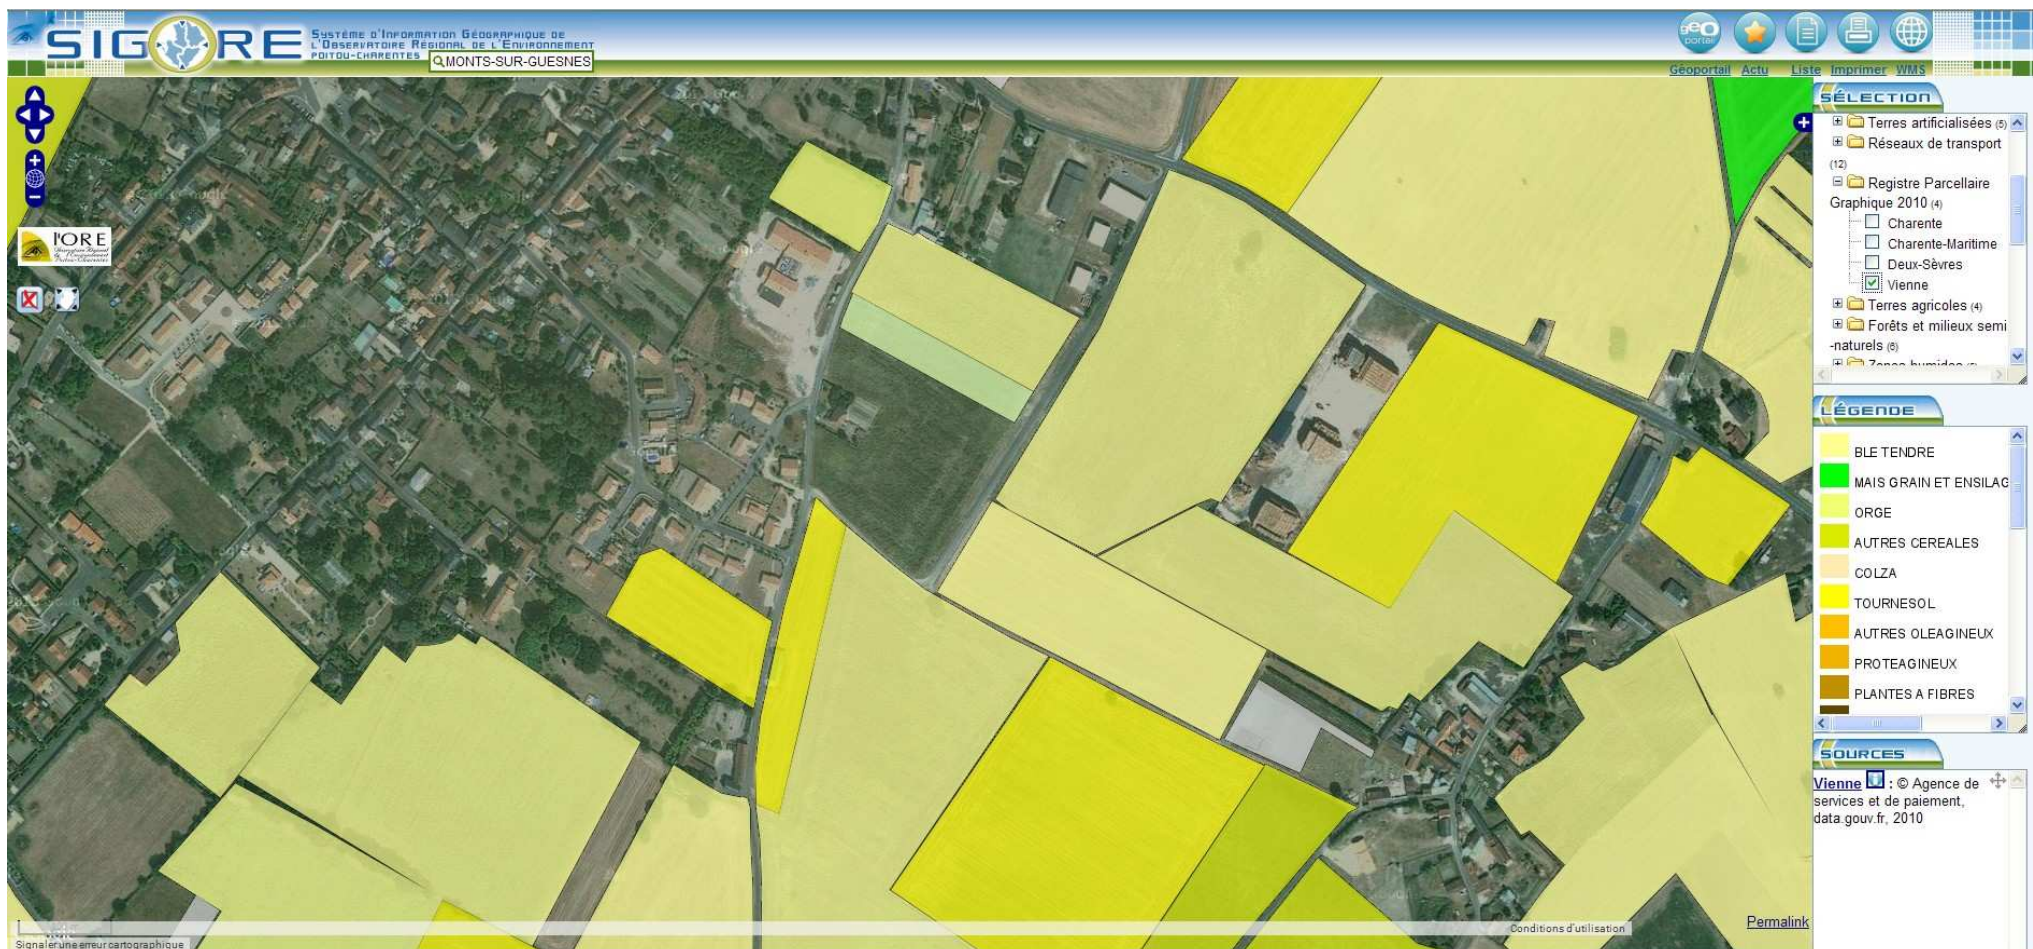 SIGORE
SYSTÈME D'INFORMATION GÉOGRAPHIQUE DE
L'OBSERVATOIRE RÉGIONAL DE L'ENVIRONNEMENT
POITOU-CHARENTES
MONTS-SUR-GUESNES
geo
portail
Géoportail Actu Liste Imprimer WMS
l'ORE
SÉLECTION
Terres artificialisées (5)
Réseaux de transport
(12)
Registre Parcellaire
Graphique 2010 (4)
Charente
Charente-Maritime
Deux-Sèvres
Vienne
Terres agricoles (4)
Forêts et milieux semi
-naturels (6)
LÉGENDE
BLE TENDRE
MAIS GRAIN ET ENSILAG
ORGE
AUTRES CEREALES
COLZA
TOURNESOL
AUTRES OLEAGINEUX
PROTEAGINEUX
PLANTES A FIBRES
SOURCES
Vienne : © Agence de
services et de paiement,
data.gouv.fr, 2010
Permalink
Conditions d'utilisation
Signaler une erreur cartographique